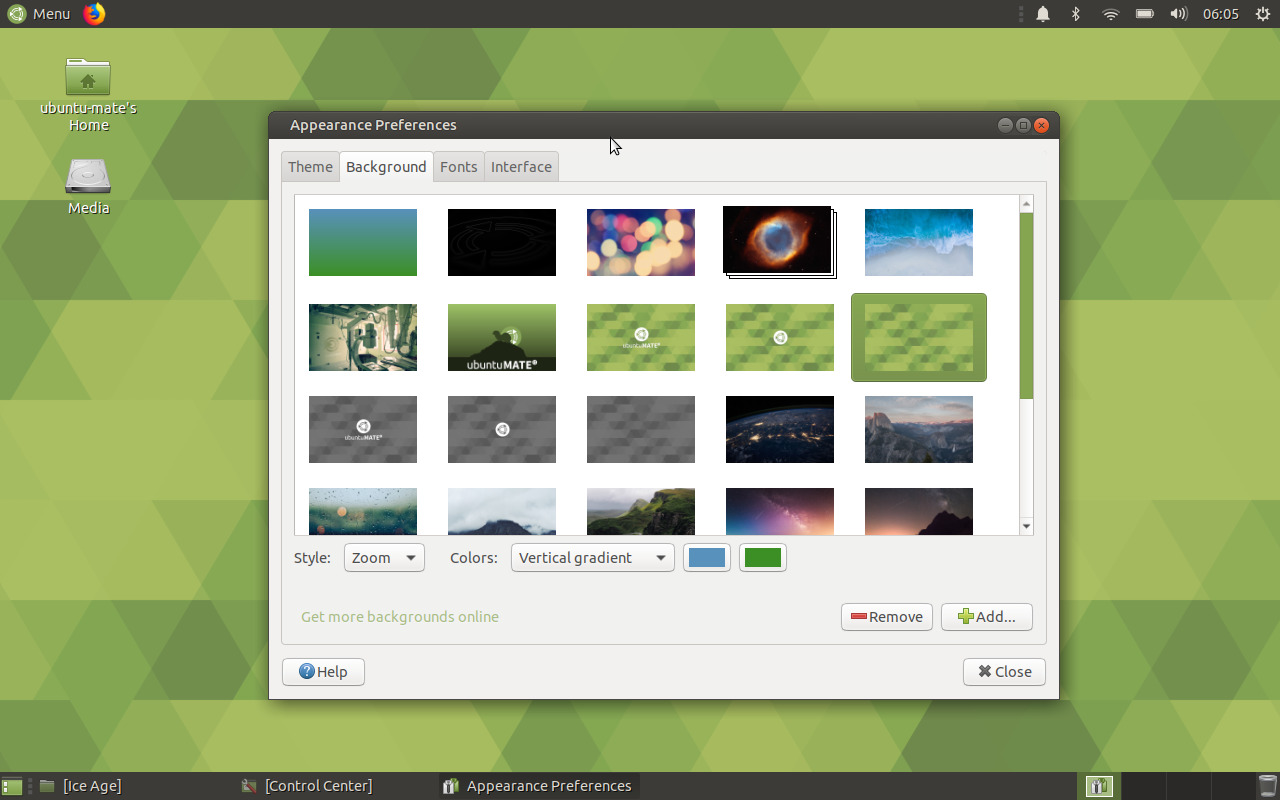 Menu
06:05
ubuntu-mate's
Home
Media
Appearance Preferences
Theme
Background
Fonts
Interface
ubuntuMATE®
ubuntuMATE®
ubuntuMATE®
Style:
Zoom
Colors:
Vertical gradient
Get more backgrounds online
Remove
Add...
Help
Close
[Ice Age]
[Control Center]
Appearance Preferences